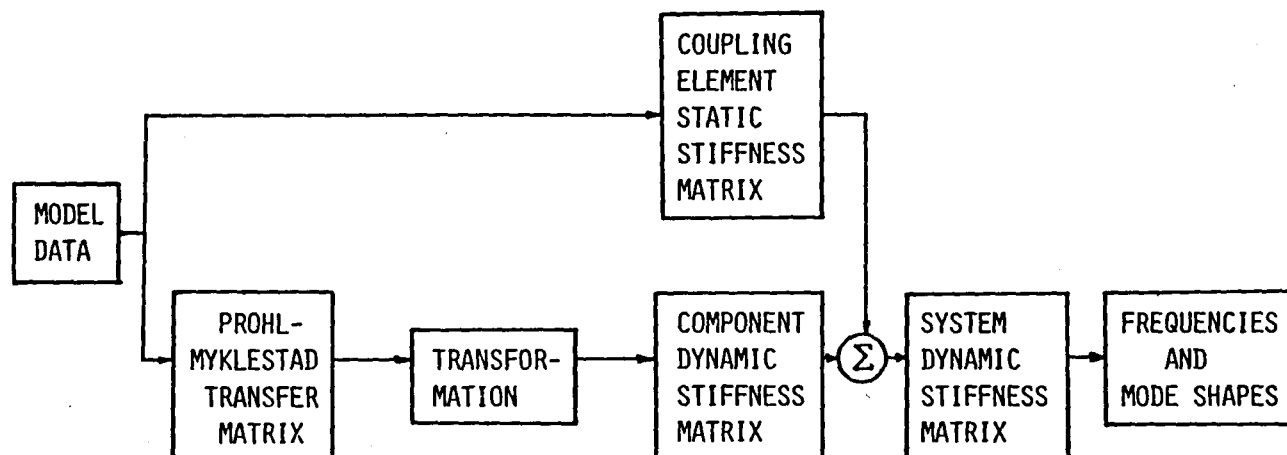 COUPLING
ELEMENT
STATIC
STIFFNESS
MATRIX
MODEL
DATA
PROHL-
MYKLESTAD
TRANSFER
MATRIX
TRANSFOR-
MATION
COMPONENT
DYNAMIC
STIFFNESS
MATRIX
Σ
SYSTEM
DYNAMIC
STIFFNESS
MATRIX
FREQUENCIES
AND
MODE SHAPES